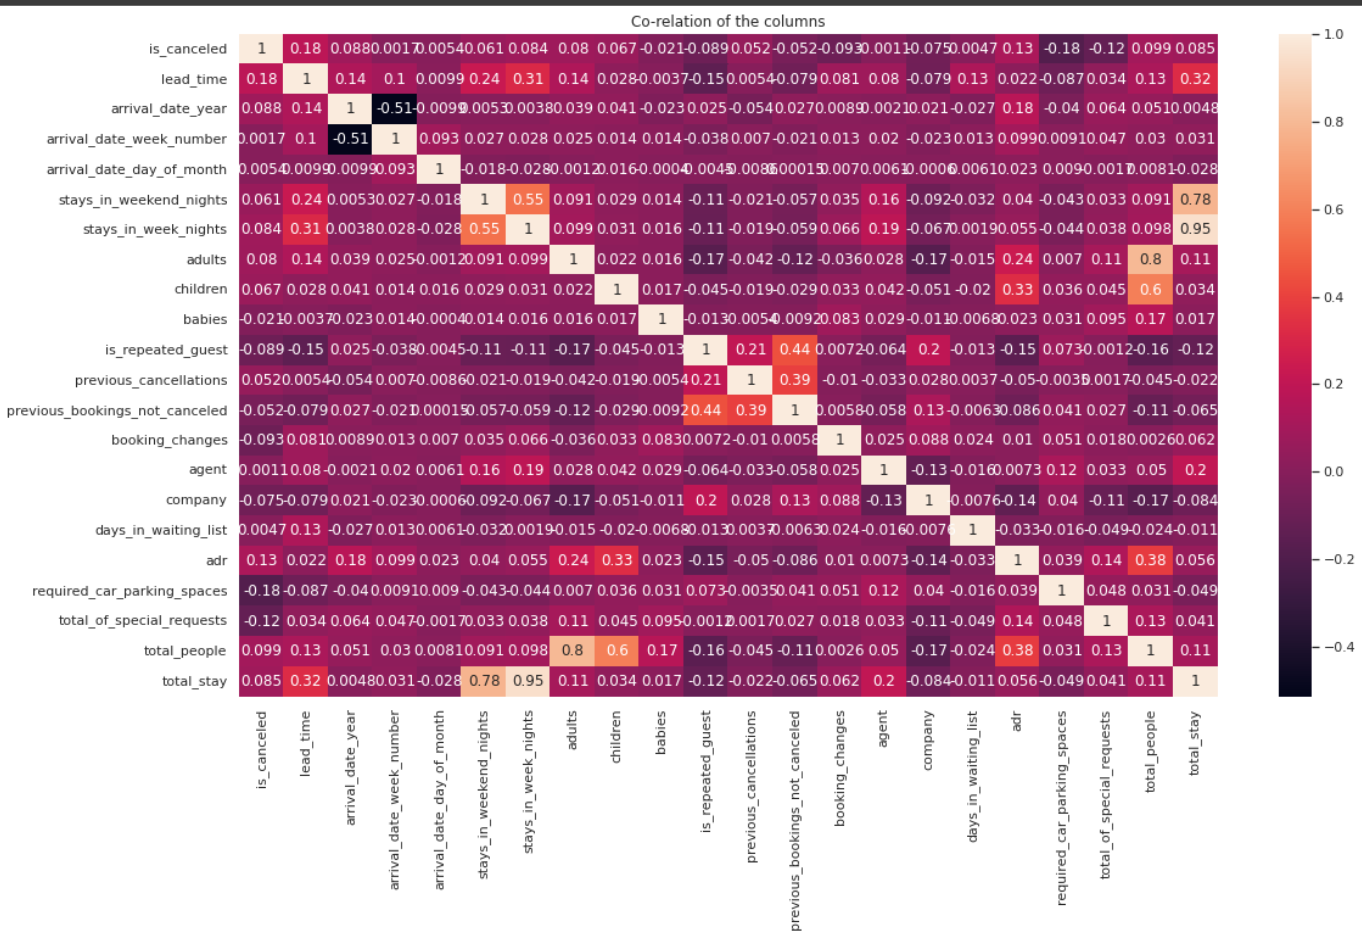 Co-relation of the columns
is_canceled 1 0.18 0.088 0.0017 0.0054 0.061 0.084 0.08 0.067 -0.021 -0.089 0.052 -0.052 -0.093 -0.0011 -0.075 0.0047 0.13 -0.18 -0.12 0.099 0.085 1.0
lead_time 0.18 1 0.14 0.1 0.0099 0.24 0.31 0.14 0.028 -0.0037 -0.15 0.0054 -0.079 0.081 0.08 -0.079 0.13 0.022 -0.087 0.034 0.13 0.32
arrival_date_year 0.088 0.14 1 -0.51 -0.0099 0.0053 0.0038 0.039 0.041 -0.023 0.025 -0.054 0.027 0.0089 0.0021 0.021 -0.027 0.18 -0.04 0.064 0.051 0.0048 0.8
arrival_date_week_number 0.0017 0.1 -0.51 1 0.093 0.027 0.028 0.025 0.014 0.014 -0.038 0.007 -0.021 0.013 0.02 -0.023 0.013 0.099 0.0091 0.047 0.03 0.031
arrival_date_day_of_month 0.0054 0.0099 0.0099 0.093 1 -0.018 -0.028 0.0012 0.016 -0.0004 0.0045 0.0086 0.00015 0.007 0.0061 0.0006 0.0061 0.023 0.009 -0.0017 0.0081 -0.028
stays_in_weekend_nights 0.061 0.24 0.0053 0.027 -0.018 1 0.55 0.091 0.029 0.014 -0.11 -0.021 -0.057 0.035 0.16 -0.092 -0.032 0.04 -0.043 0.033 0.091 0.78 0.6
stays_in_week_nights 0.084 0.31 0.0038 0.028 -0.028 0.55 1 0.099 0.031 0.016 -0.11 -0.019 -0.059 0.066 0.19 -0.067 0.0019 0.055 -0.044 0.038 0.098 0.95
adults 0.08 0.14 0.039 0.025 -0.0012 0.091 0.099 1 0.022 0.016 -0.17 -0.042 -0.12 -0.036 0.028 -0.17 -0.015 0.24 0.007 0.11 0.8 0.11
children 0.067 0.028 0.041 0.014 0.016 0.029 0.031 0.022 1 0.017 -0.045 -0.019 -0.029 0.033 0.042 -0.051 -0.02 0.33 0.036 0.045 0.6 0.034 0.4
babies -0.021 -0.0037 -0.023 0.014 -0.0004 0.014 0.016 0.016 0.017 1 -0.013 -0.0054 0.0092 0.083 0.029 -0.011 -0.0068 0.023 0.031 0.095 0.17 0.017
is_repeated_guest -0.089 -0.15 0.025 -0.038 -0.0045 -0.11 -0.11 -0.17 -0.045 -0.013 1 0.21 0.44 0.0072 -0.064 0.2 -0.013 -0.15 0.073 -0.0012 -0.16 -0.12
previous_cancellations 0.052 0.0054 -0.054 0.007 -0.0086 -0.021 -0.019 -0.042 -0.019 -0.0054 0.21 1 0.39 -0.01 -0.033 0.028 0.0037 -0.05 -0.0035 0.0017 -0.045 -0.022 0.2
previous_bookings_not_canceled -0.052 -0.079 0.027 -0.021 0.00015 -0.057 -0.059 -0.12 -0.029 -0.0092 0.44 0.39 1 0.0058 -0.058 0.13 -0.0063 -0.086 0.041 0.027 -0.11 -0.065
booking_changes -0.093 0.081 0.0089 0.013 0.007 0.035 0.066 -0.036 0.033 0.083 0.0072 -0.01 0.0058 1 0.025 0.088 0.024 0.01 0.051 0.018 0.0026 0.062
agent 0.0011 0.08 -0.0021 0.02 0.0061 0.16 0.19 0.028 0.042 0.029 -0.064 -0.033 -0.058 0.025 1 -0.13 -0.016 0.0073 0.12 0.033 0.05 0.2 0.0
company -0.075 -0.079 0.021 -0.023 -0.0006 -0.092 -0.067 -0.17 -0.051 -0.011 0.2 0.028 0.13 0.088 -0.13 1 -0.0076 -0.14 0.04 -0.11 -0.17 -0.084
days_in_waiting_list 0.0047 0.13 -0.027 0.013 0.0061 -0.032 0.0019 -0.015 -0.02 -0.0068 -0.013 0.0037 -0.0063 0.024 -0.016 -0.0076 1 -0.033 -0.016 -0.049 -0.024 -0.011
adr 0.13 0.022 0.18 0.099 0.023 0.04 0.055 0.24 0.33 0.023 -0.15 -0.05 -0.086 0.01 0.0073 -0.14 -0.033 1 0.039 0.14 0.38 0.056 −0.2
required_car_parking_spaces -0.18 -0.087 -0.04 0.0091 0.009 -0.043 -0.044 0.007 0.036 0.031 0.073 -0.0035 0.041 0.051 0.12 0.04 -0.016 0.039 1 0.048 0.031 -0.049
total_of_special_requests -0.12 0.034 0.064 0.047 -0.0017 0.033 0.038 0.11 0.045 0.095 -0.0012 0.0017 0.027 0.018 0.033 -0.11 -0.049 0.14 0.048 1 0.13 0.041
total_people 0.099 0.13 0.051 0.03 0.0081 0.091 0.098 0.8 0.6 0.17 -0.16 -0.045 -0.11 0.0026 0.05 -0.17 -0.024 0.38 0.031 0.13 1 0.11 −0.4
total_stay 0.085 0.32 0.0048 0.031 -0.028 0.78 0.95 0.11 0.034 0.017 -0.12 -0.022 -0.065 0.062 0.2 -0.084 -0.011 0.056 -0.049 0.041 0.11 1
is_canceled
lead_time
arrival_date_year
arrival_date_week_number
arrival_date_day_of_month
stays_in_weekend_nights
stays_in_week_nights
adults
children
babies
is_repeated_guest
previous_cancellations
previous_bookings_not_canceled
booking_changes
agent
company
days_in_waiting_list
adr
required_car_parking_spaces
total_of_special_requests
total_people
total_stay